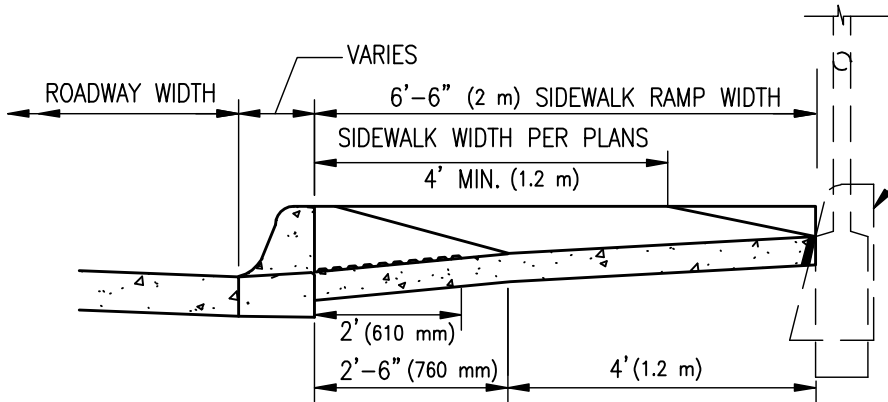 VARIES
ROADWAY WIDTH
6'-6" (2 m) SIDEWALK RAMP WIDTH
SIDEWALK WIDTH PER PLANS
4' MIN. (1.2 m)
2' (610 mm)
2'-6" (760 mm)
4' (1.2 m)